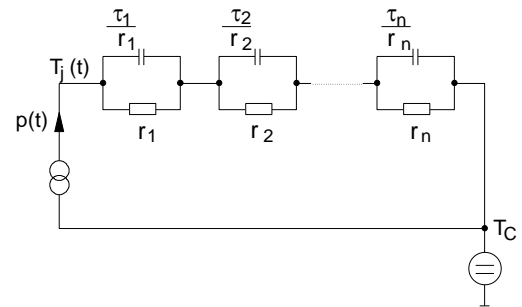 τ1 τ2 τn
r1 r2 rn
Tj (t)
p(t)
r1 r2 rn
TC